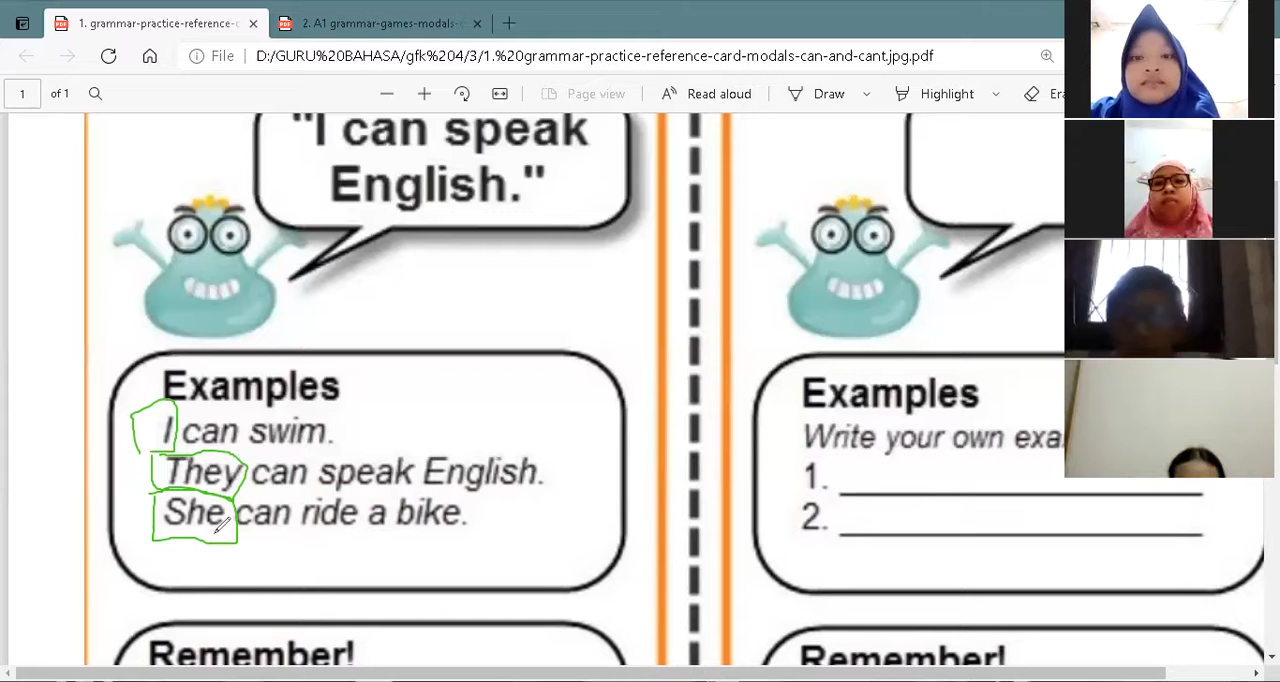 1. grammar-practice-reference-c
2. A1 grammar-games-modals-c
File
D:/GURU%20BAHASA/gfk%204/3/1.%20grammar-practice-reference-card-modals-can-and-cant.jpg.pdf
1 of 1
Page view
Read aloud
Draw
Highlight
Era
"I can speak
English."
Examples
I can swim.
They can speak English.
She can ride a bike.
Remember!
Examples
Write your own exa
1.
2.
Remember!